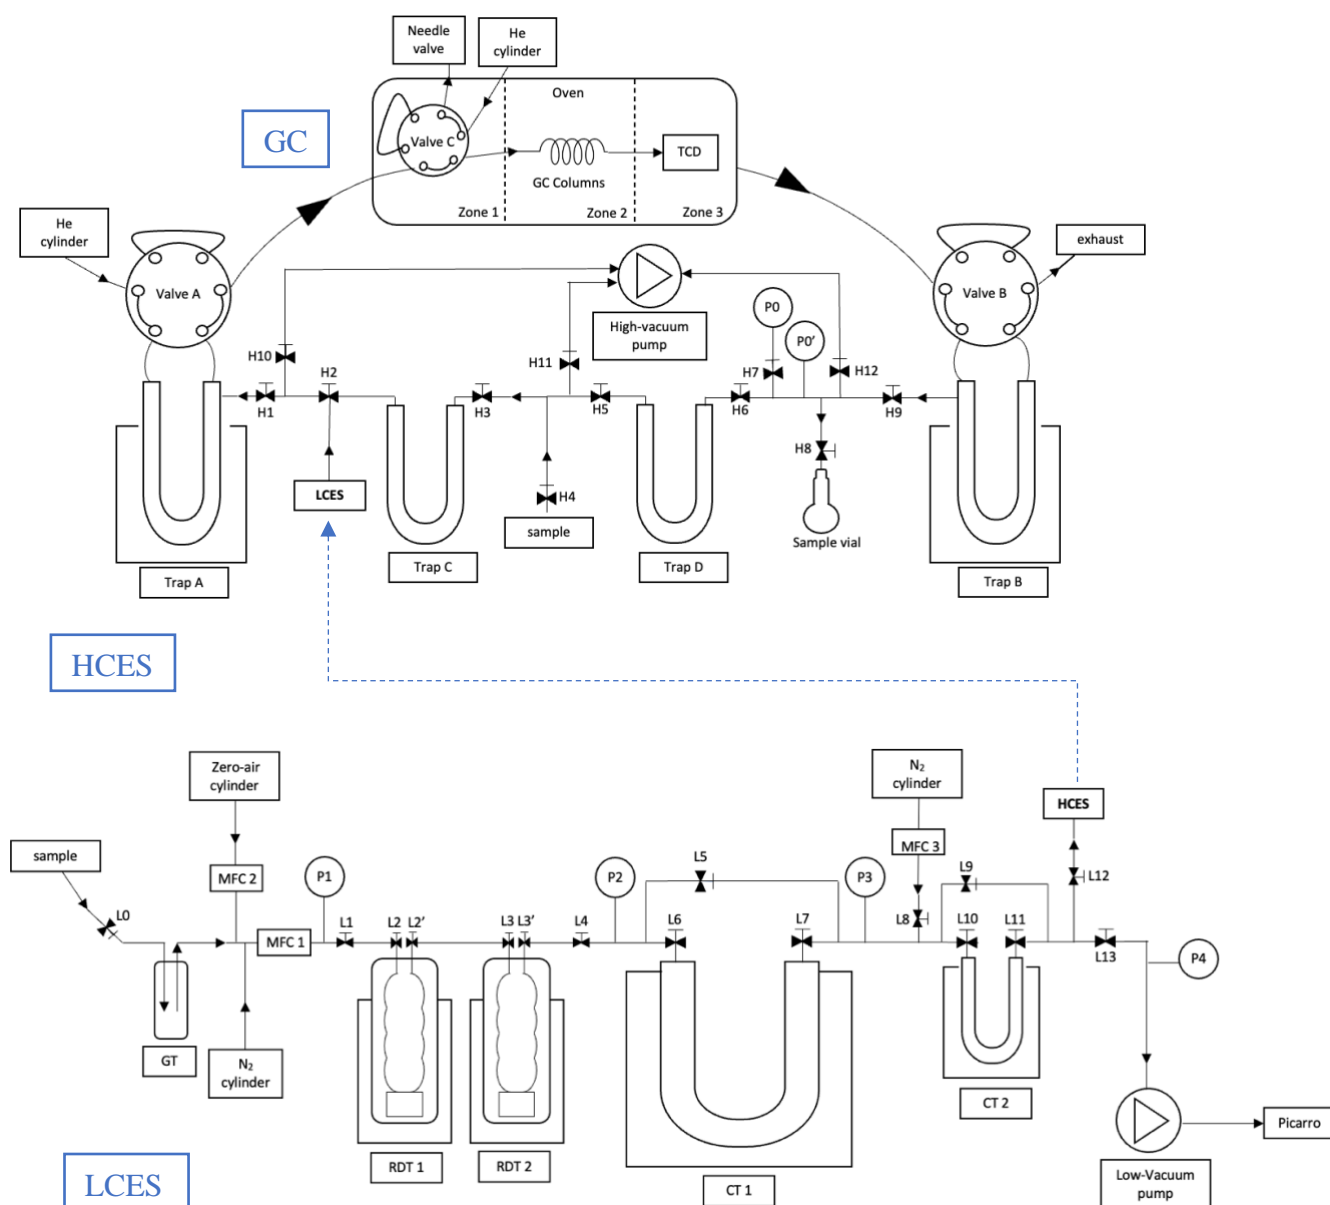 Needle
valve
He
cylinder
GC
Oven
Valve C
TCD
GC Columns
Zone 1
Zone 2
Zone 3
He
cylinder
exhaust
Valve A
Valve B
P0
P0’
High-vacuum
pump
H10
H2
H11
H7
H12
H1
H3
H5
H6
H9
H8
LCES
H4
sample
Sample vial
Trap A
Trap C
Trap D
Trap B
HCES
Zero-air
cylinder
N₂
cylinder
HCES
sample
MFC 2
P1
P2
L5
P3
MFC 3
L9
L12
L0
L1
L2
L2’
L3
L3’
L4
L6
L7
L8
L10
L11
MFC 1
L13
P4
GT
N₂
cylinder
CT 2
Picarro
RDT 1
RDT 2
CT 1
Low-Vacuum
pump
LCES